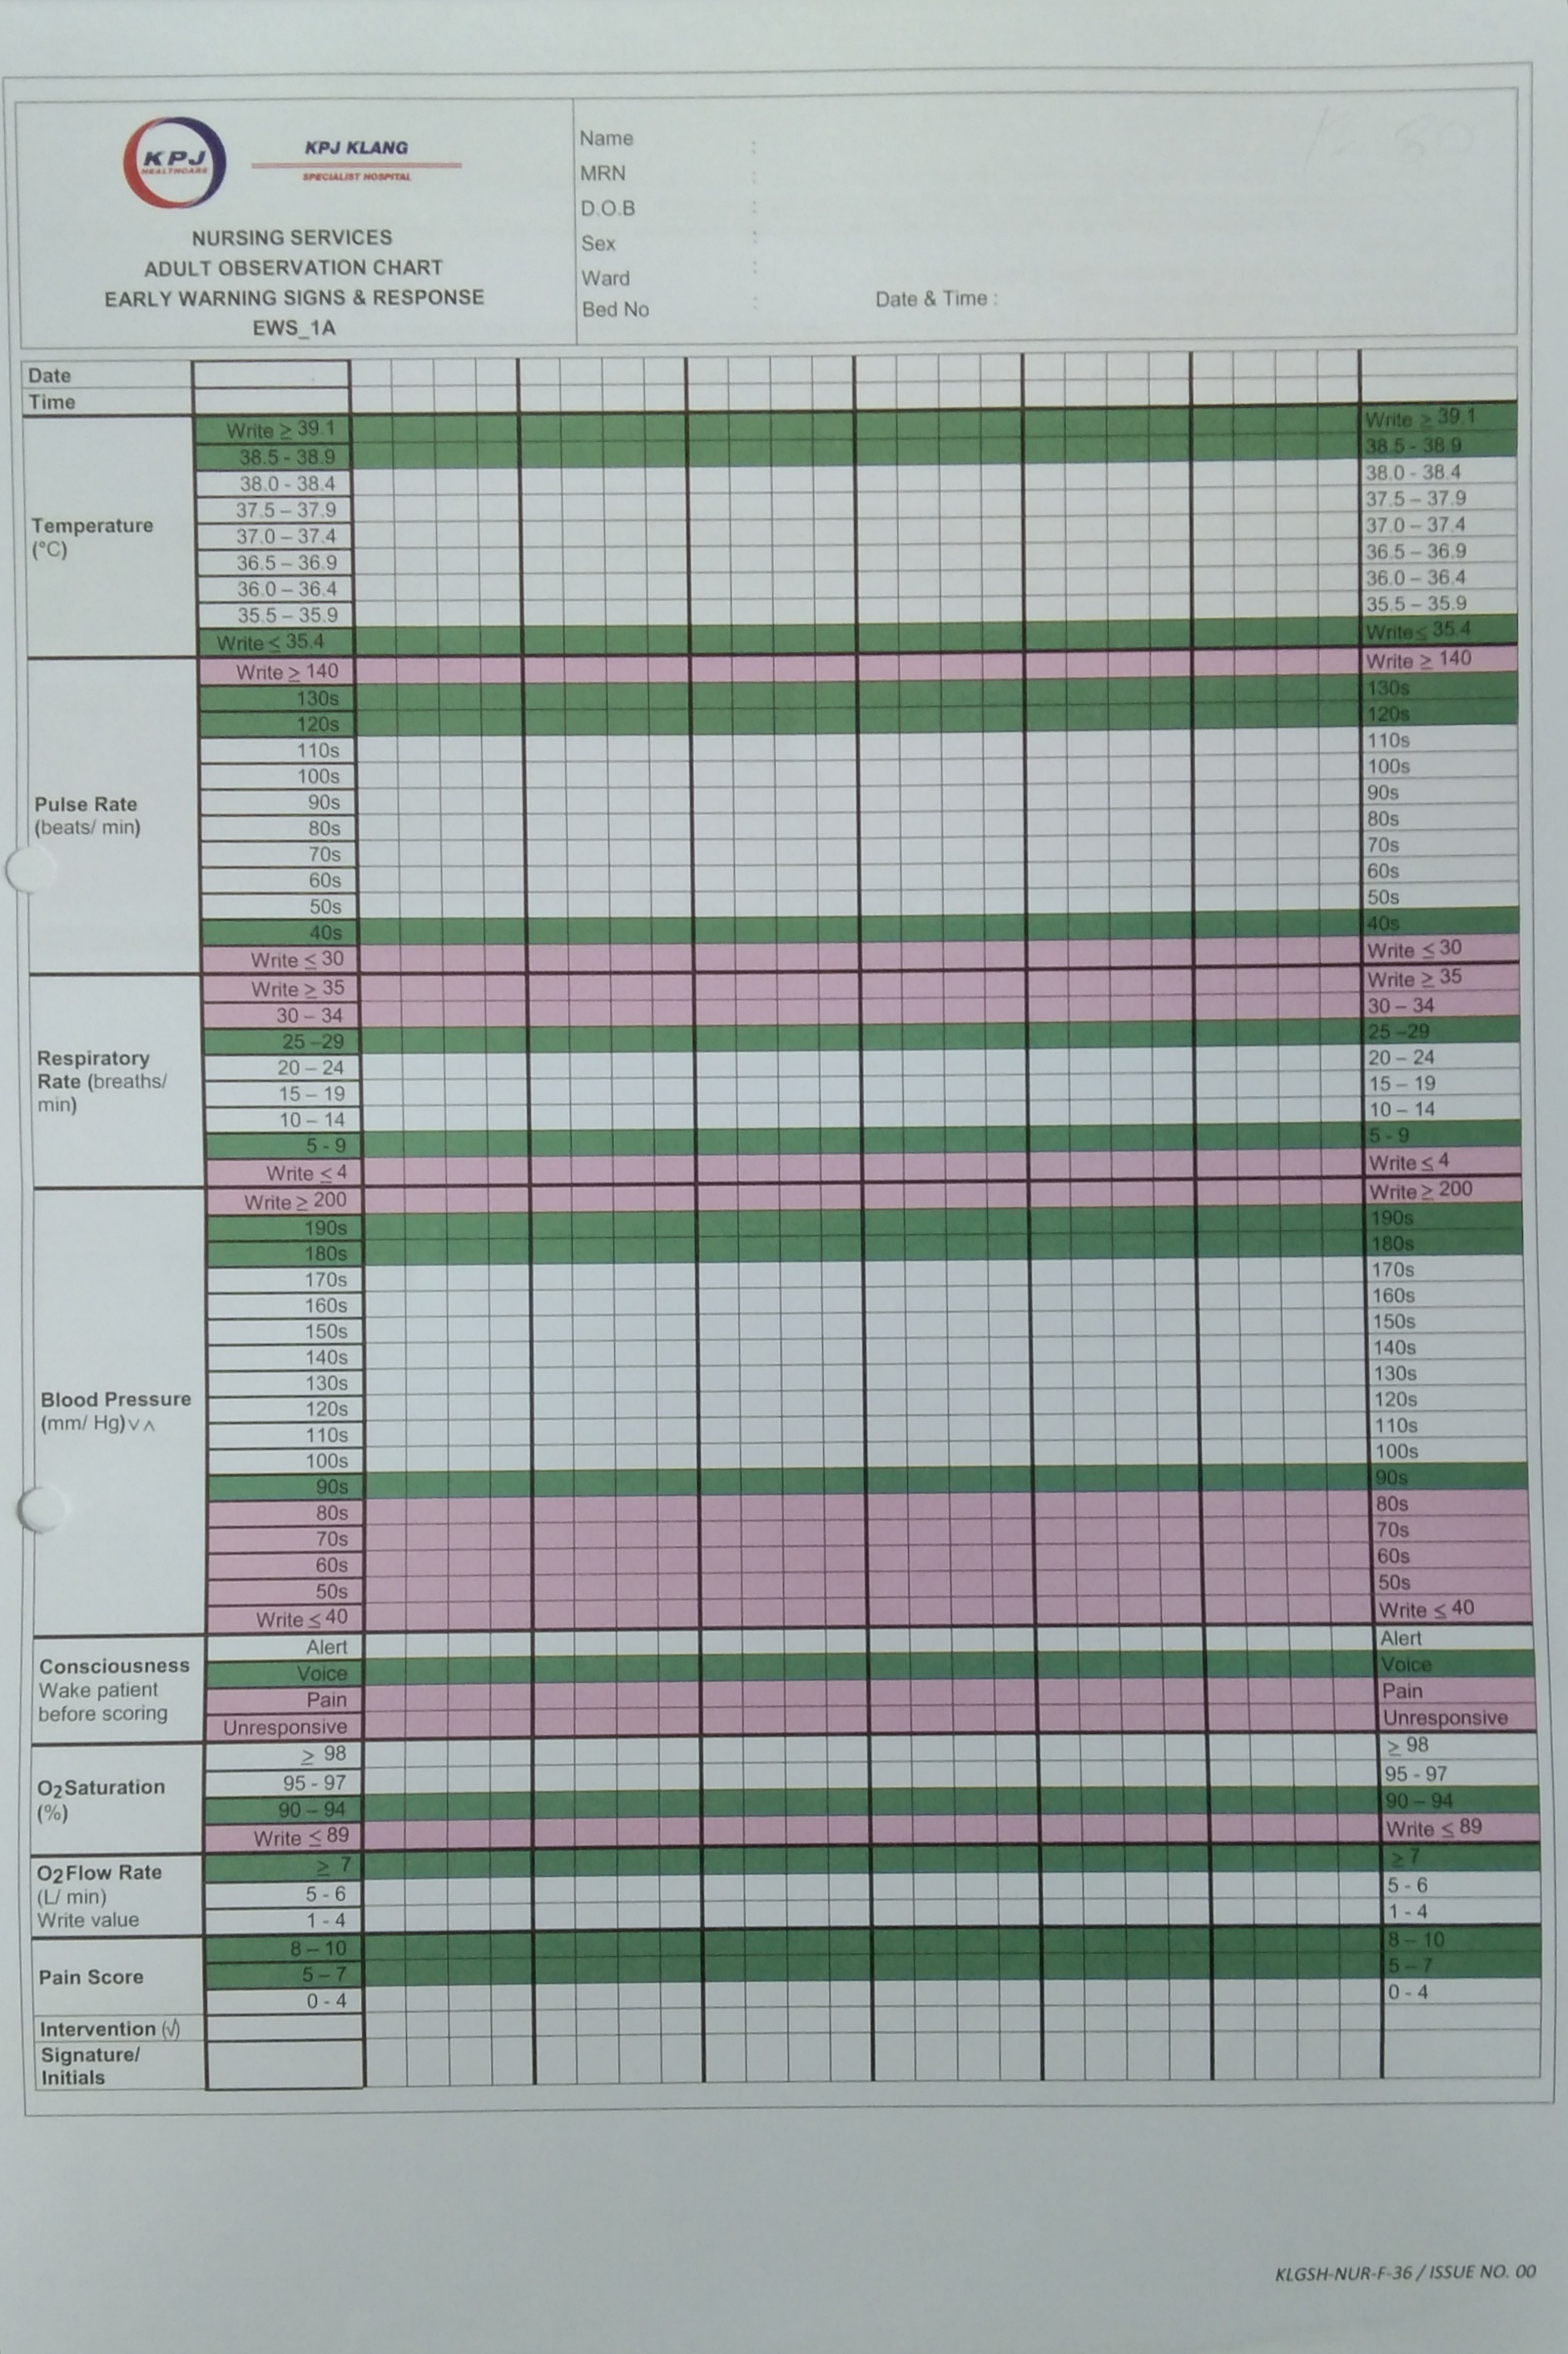 KPJ
HEALTHCARE
KPJ KLANG
SPECIALIST HOSPITAL
NURSING SERVICES
ADULT OBSERVATION CHART
EARLY WARNING SIGNS & RESPONSE
EWS_1A
Name :
MRN :
D.O.B :
Sex :
Ward :
Bed No :
Date & Time :
Date
Time
Temperature
(°C)
Write ≥ 39.1 Write ≥ 39.1
38.5 - 38.9 38.5 - 38.9
38.0 - 38.4 38.0 - 38.4
37.5 – 37.9 37.5 – 37.9
37.0 – 37.4 37.0 – 37.4
36.5 – 36.9 36.5 – 36.9
36.0 – 36.4 36.0 – 36.4
35.5 – 35.9 35.5 – 35.9
Write ≤ 35.4 Write ≤ 35.4
Pulse Rate
(beats/ min)
Write ≥ 140 Write ≥ 140
130s 130s
120s 120s
110s 110s
100s 100s
90s 90s
80s 80s
70s 70s
60s 60s
50s 50s
40s 40s
Write ≤ 30 Write ≤ 30
Respiratory
Rate (breaths/
min)
Write ≥ 35 Write ≥ 35
30 – 34 30 – 34
25 –29 25 –29
20 – 24 20 – 24
15 – 19 15 – 19
10 – 14 10 – 14
5 - 9 5 - 9
Write ≤ 4 Write ≤ 4
Blood Pressure
(mm/ Hg) ∨ ∧
Write ≥ 200 Write ≥ 200
190s 190s
180s 180s
170s 170s
160s 160s
150s 150s
140s 140s
130s 130s
120s 120s
110s 110s
100s 100s
90s 90s
80s 80s
70s 70s
60s 60s
50s 50s
Write ≤ 40 Write ≤ 40
Consciousness
Wake patient
before scoring
Alert Alert
Voice Voice
Pain Pain
Unresponsive Unresponsive
O2 Saturation
(%)
≥ 98 ≥ 98
95 - 97 95 - 97
90 – 94 90 – 94
Write ≤ 89 Write ≤ 89
O2 Flow Rate
(L/ min)
Write value
≥ 7 ≥ 7
5 - 6 5 - 6
1 - 4 1 - 4
Pain Score
8 – 10 8 – 10
5 – 7 5 – 7
0 - 4 0 - 4
Intervention (√)
Signature/
Initials
KLGSH-NUR-F-36 / ISSUE NO. 00